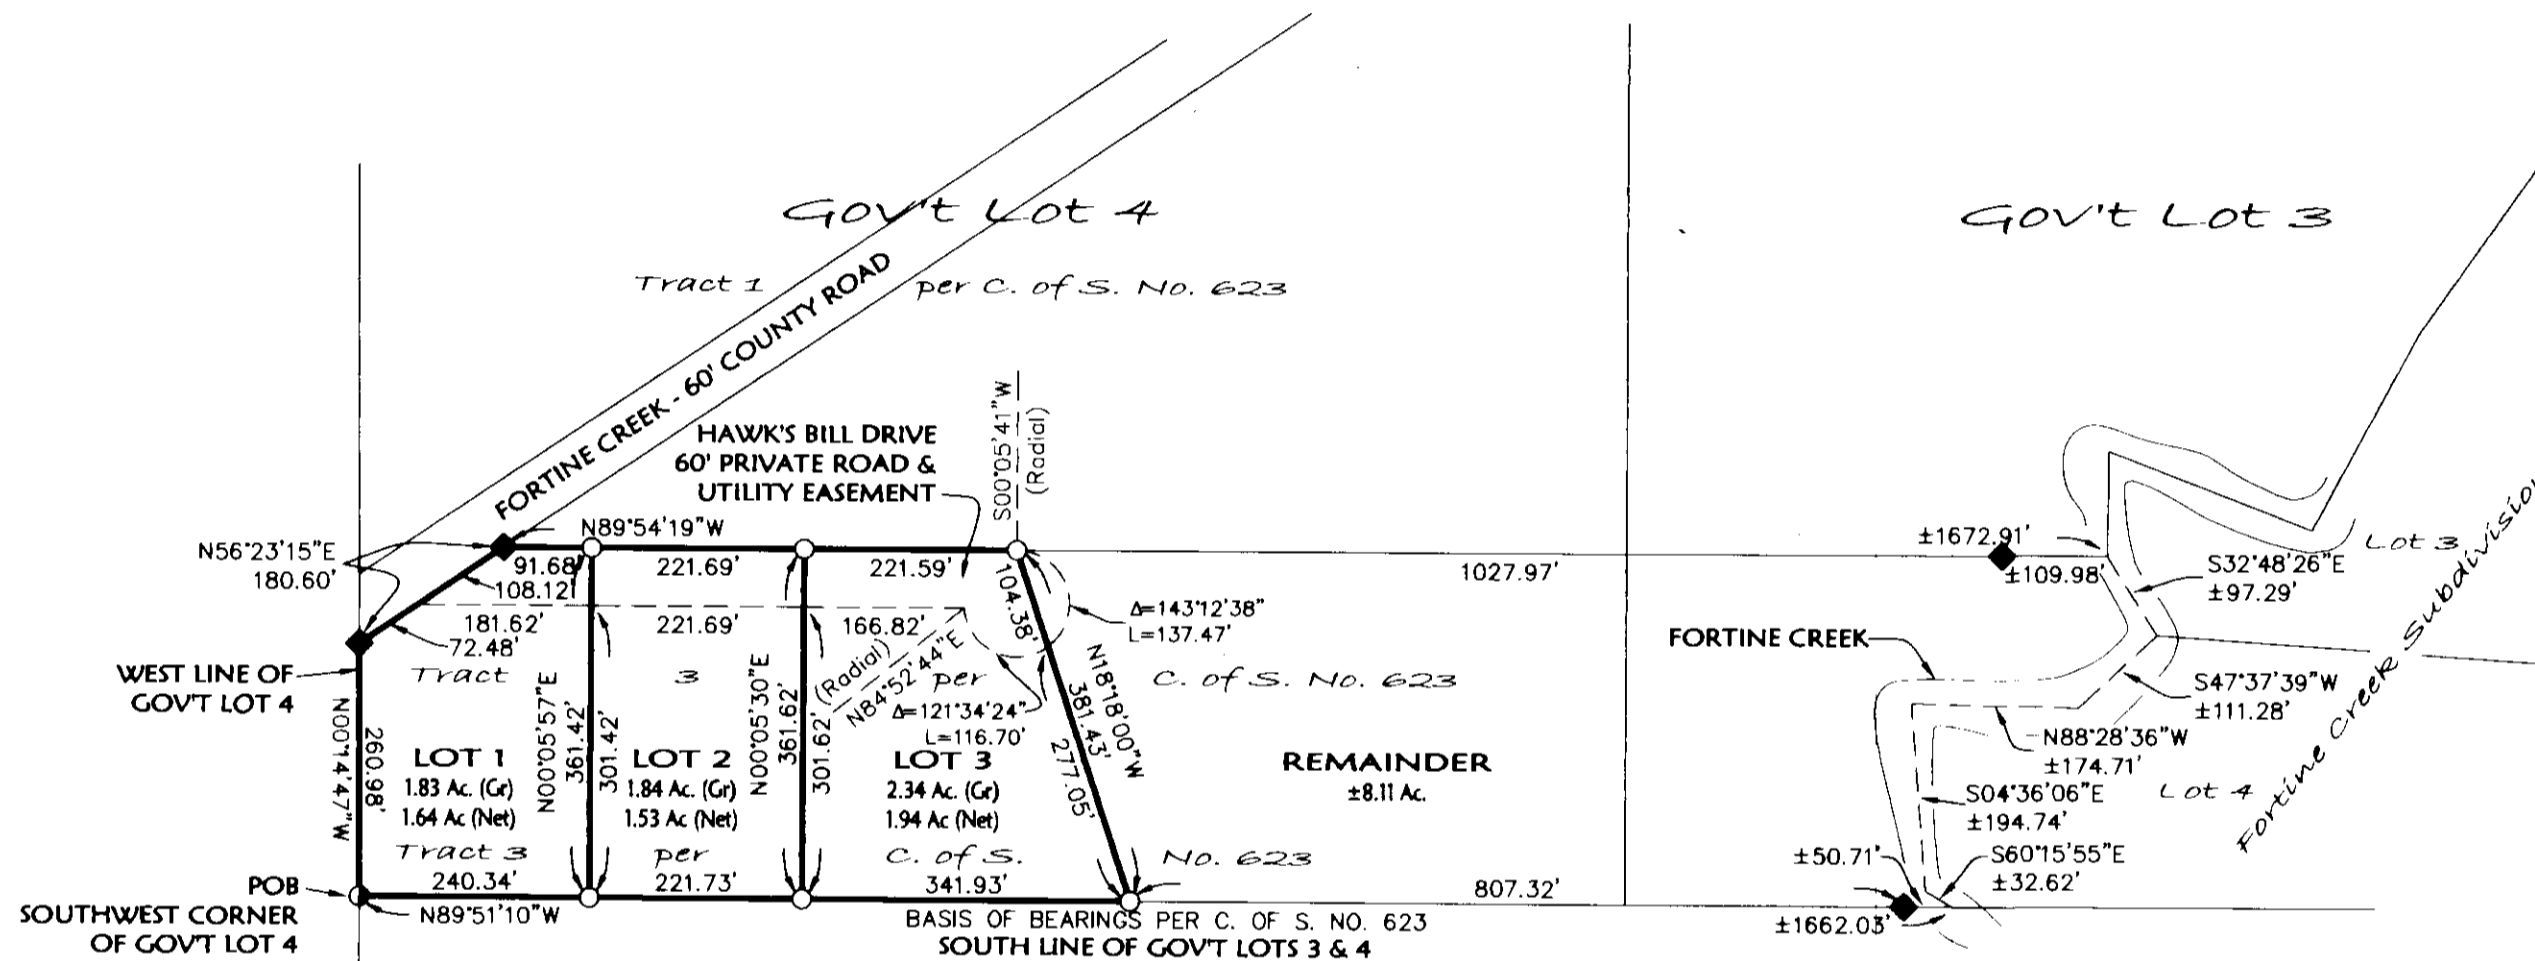 Gov't Lot 4
Gov't Lot 3
Tract 1
per C. of S. No. 623
FORTINE CREEK - 60' COUNTY ROAD
HAWK'S BILL DRIVE
60' PRIVATE ROAD &
UTILITY EASEMENT
S00°05'41"W
(Radial)
N56°23'15"E
180.60'
N89°54'19"W
91.68'
108.12'
221.69'
221.59'
1027.97'
±1672.91'
±109.98'
Lot 3
S32°48'26"E
±97.29'
104.38'
Δ=143°12'38"
L=137.47'
181.62'
72.48'
221.69'
166.82'
FORTINE CREEK
WEST LINE OF
GOV'T LOT 4
Tract
3
per
C. of S. No. 623
(Radial)
N84°52'44"E
Δ=121°34'24"
L=116.70'
N18°18'00"W
381.43'
277.05'
S47°37'39"W
±111.28'
N88°28'36"W
±174.71'
Fortine Creek Subdivision
N00°14'47"W
260.98'
N00°05'57"E
361.42'
301.42'
N00°05'30"E
361.62'
301.62'
LOT 1
1.83 Ac. (Gr)
1.64 Ac (Net)
LOT 2
1.84 Ac. (Gr)
1.53 Ac (Net)
LOT 3
2.34 Ac. (Gr)
1.94 Ac (Net)
REMAINDER
±8.11 Ac.
S04°36'06"E
±194.74'
Lot 4
Tract 3
per
C. of S.
No. 623
±50.71'
S60°15'55"E
±32.62'
240.34'
221.73'
341.93'
807.32'
POB
SOUTHWEST CORNER
OF GOV'T LOT 4
N89°51'10"W
BASIS OF BEARINGS PER C. OF S. NO. 623
SOUTH LINE OF GOV'T LOTS 3 & 4
±1662.03'